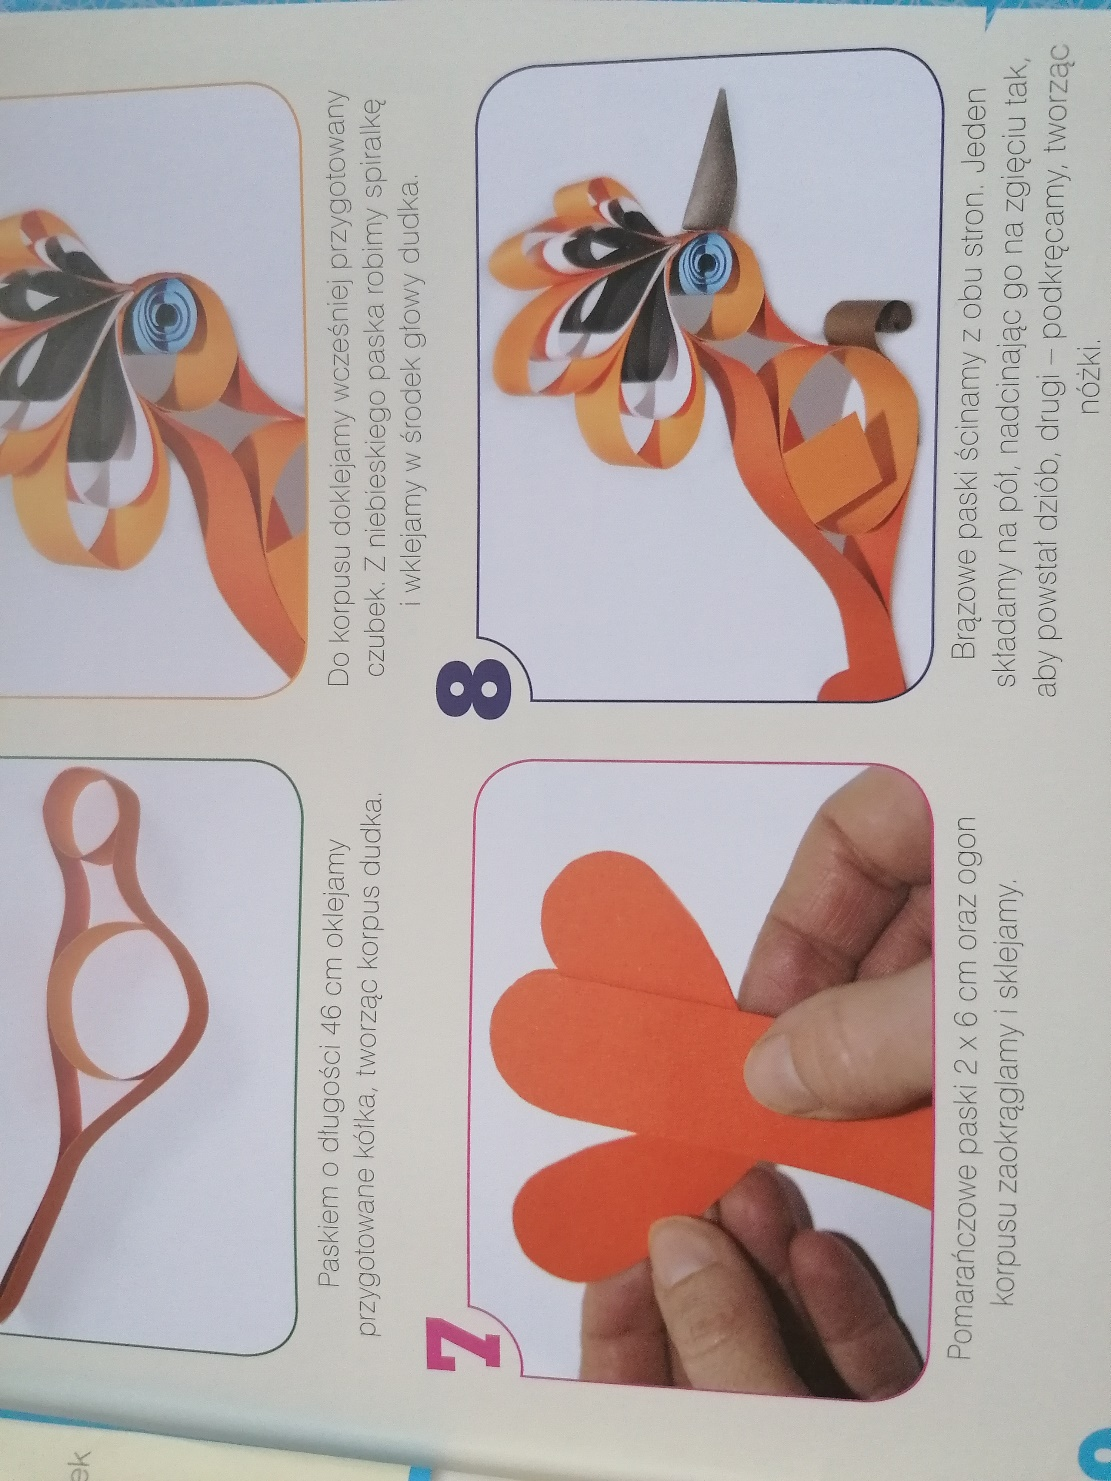 Paskiem o długości 46 cm oklejamy
przygotowane kółka, tworząc korpus dudka.
Do korpusu doklejamy wcześniej przygotowany
czubek. Z niebieskiego paska robimy spiralkę
i wklejamy w środek głowy dudka.
7
Pomarańczowe paski 2 x 6 cm oraz ogon
korpusu zaokrąglamy i sklejamy.
8
Brązowe paski ścinamy z obu stron. Jeden
składamy na pół, nadcinając go na zgięciu tak,
aby powstał dziób, drugi – podkręcamy, tworząc
nóżki.
ek